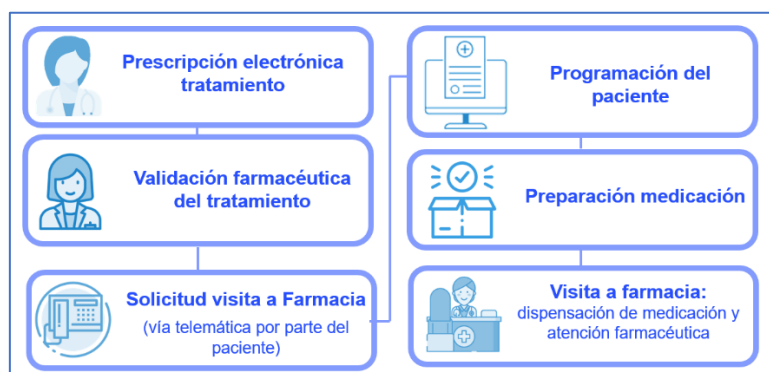 Prescripción electrónica
tratamiento
Validación farmacéutica
del tratamiento
Solicitud visita a Farmacia
(vía telemática por parte del
paciente)
Programación del
paciente
Preparación medicación
Visita a farmacia:
dispensación de medicación y
atención farmacéutica